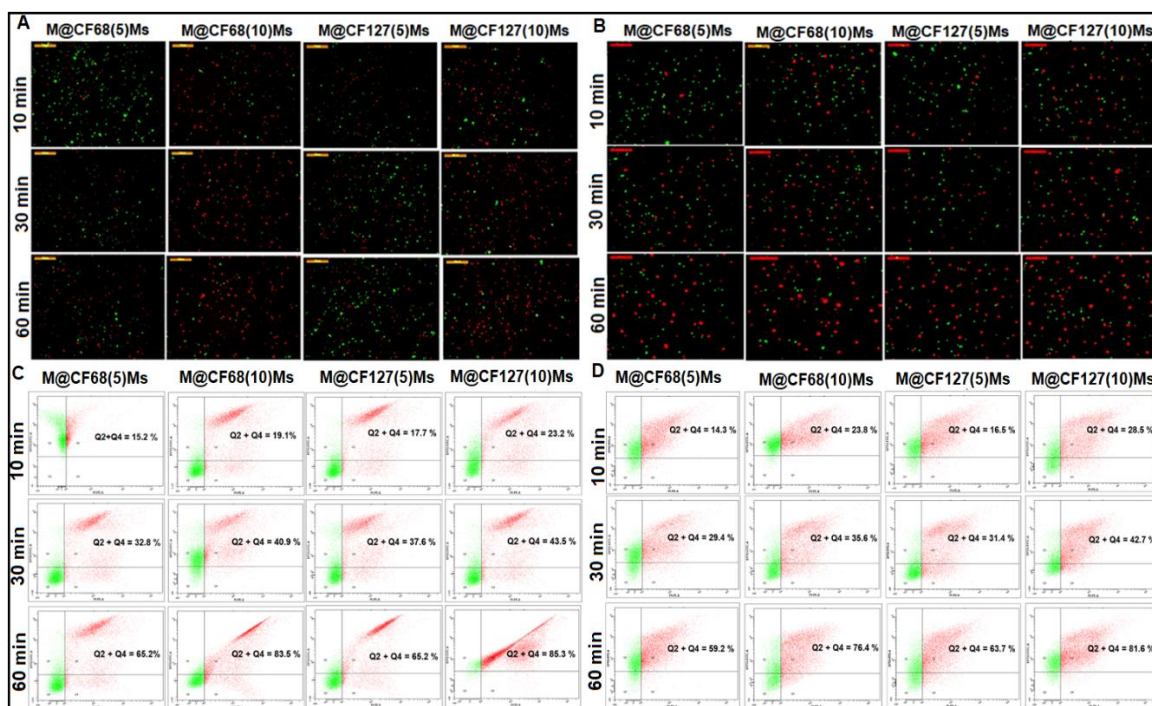 A
M@CF68(5)Ms M@CF68(10)Ms M@CF127(5)Ms M@CF127(10)Ms
10 min
30 min
60 min
B
M@CF68(5)Ms M@CF68(10)Ms M@CF127(5)Ms M@CF127(10)Ms
10 min
30 min
60 min
C
M@CF68(5)Ms M@CF68(10)Ms M@CF127(5)Ms M@CF127(10)Ms
10 min
Q2+Q4 = 15.2 % Q2 + Q4 = 19.1% Q2 + Q4 = 17.7 % Q2 + Q4 = 23.2 %
30 min
Q2 + Q4 = 32.8 % Q2 + Q4 = 40.9 % Q2 + Q4 = 37.6 % Q2 + Q4 = 43.5 %
60 min
Q2 + Q4 = 65.2% Q2 + Q4 = 83.5 % Q2 + Q4 = 65.2 % Q2 + Q4 = 85.3 %
D
M@CF68(5)Ms M@CF68(10)Ms M@CF127(5)Ms M@CF127(10)Ms
10 min
Q2 + Q4 = 14.3 % Q2 + Q4 = 23.8 % Q2 + Q4 = 16.5 % Q2 + Q4 = 28.5 %
30 min
Q2 + Q4 = 29.4 % Q2 + Q4 = 35.6 % Q2 + Q4 = 31.4 % Q2 + Q4 = 42.7 %
60 min
Q2 + Q4 = 59.2 % Q2 + Q4 = 76.4 % Q2 + Q4 = 63.7 % Q2 + Q4 = 81.6 %